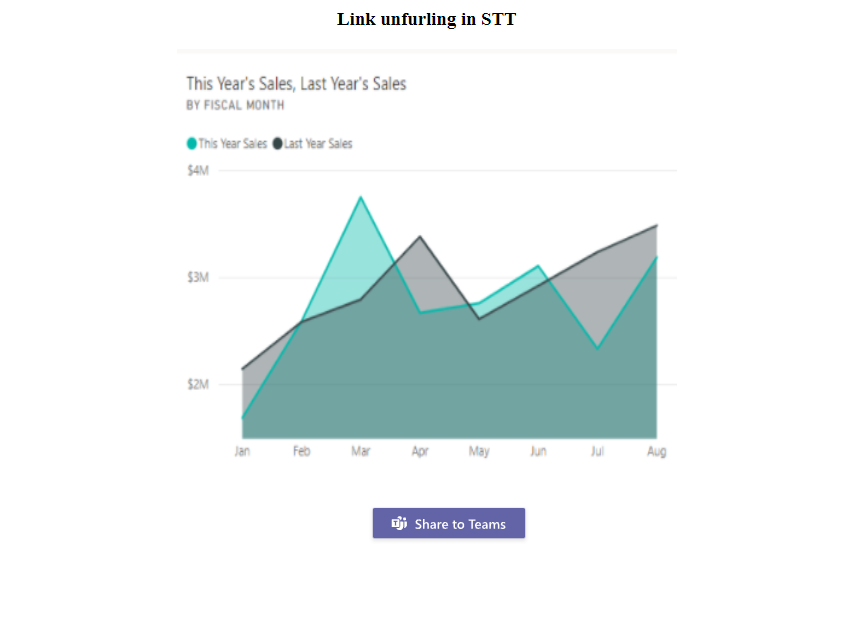 Link unfurling in STT
This Year's Sales, Last Year's Sales
BY FISCAL MONTH
This Year Sales Last Year Sales
$4M
$3M
$2M
Jan Feb Mar Apr May Jun Jul Aug
Share to Teams